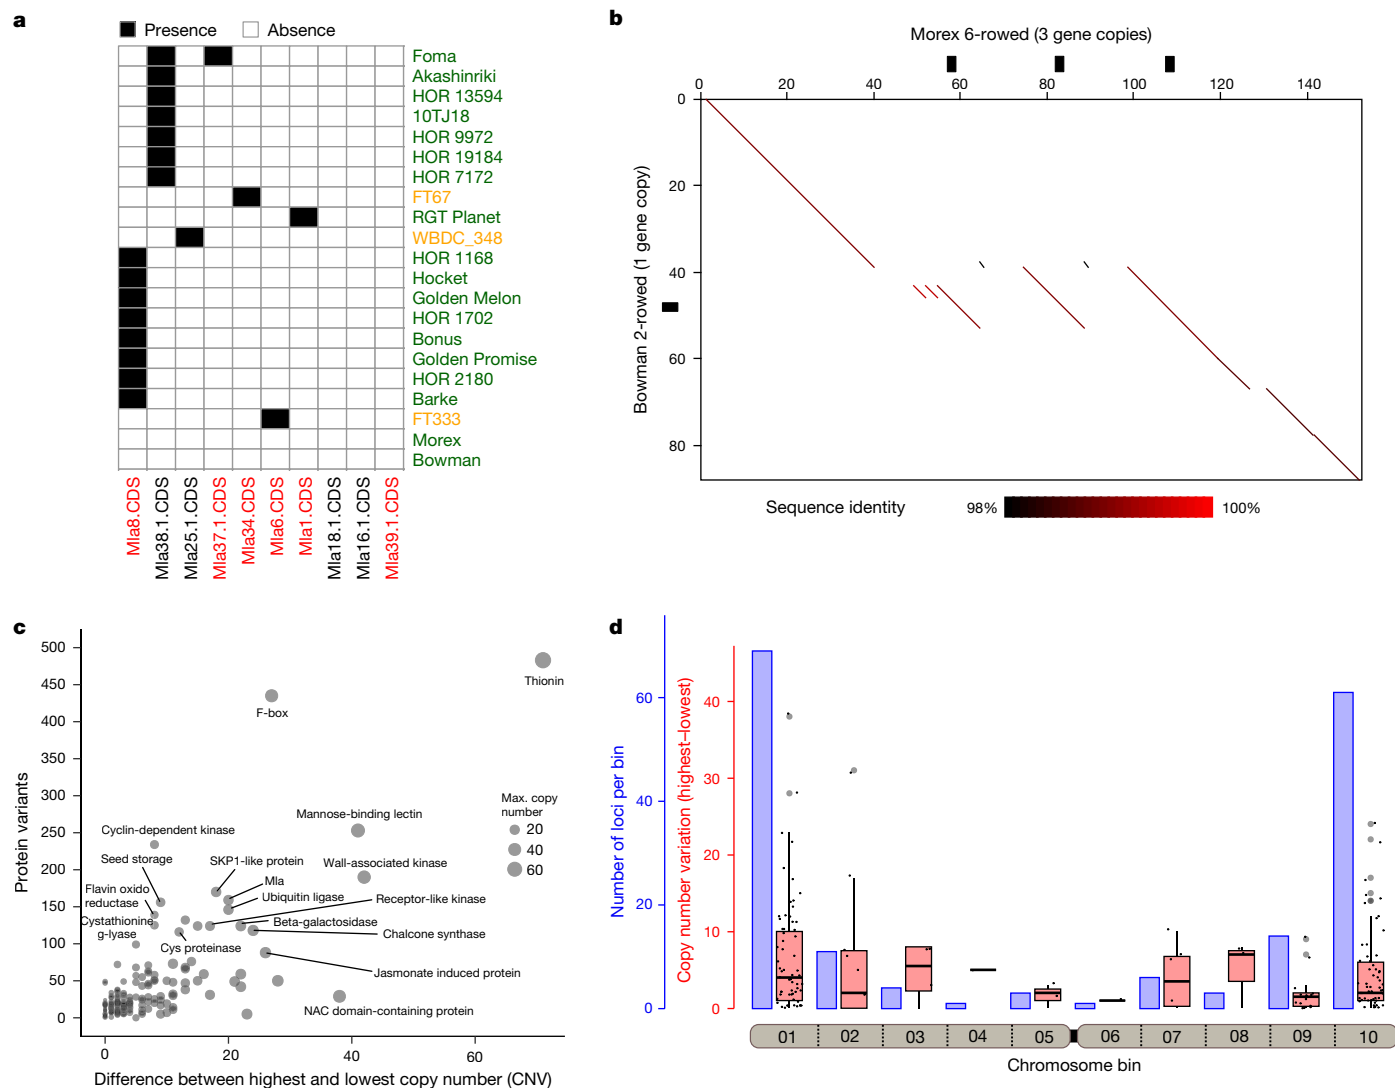 a
Presence
Absence
Foma
Akashinriki
HOR 13594
10TJ18
HOR 9972
HOR 19184
HOR 7172
FT67
RGT Planet
WBDC_348
HOR 1168
Hocket
Golden Melon
HOR 1702
Bonus
Golden Promise
HOR 2180
Barke
FT333
Morex
Bowman
Mla8.CDS
Mla38.1.CDS
Mla25.1.CDS
Mla37.1.CDS
Mla34.CDS
Mla6.CDS
Mla1.CDS
Mla18.1.CDS
Mla16.1.CDS
Mla39.1.CDS
b
Morex 6-rowed (3 gene copies)
0 20 40 60 80 100 120 140
Bowman 2-rowed (1 gene copy)
0
20
40
60
80
Sequence identity 98% 100%
c
Protein variants
500
450
400
350
300
250
200
150
100
50
0
Thionin
F-box
Max. copy
number
20
40
60
Mannose-binding lectin
Cyclin-dependent kinase
Seed storage
SKP1-like protein
Wall-associated kinase
Mla
Flavin oxido
reductase
Ubiquitin ligase
Receptor-like kinase
Cystathionine
g-lyase
Beta-galactosidase
Cys proteinase
Chalcone synthase
Jasmonate induced protein
NAC domain-containing protein
0 20 40 60
Difference between highest and lowest copy number (CNV)
d
Number of loci per bin
60
40
20
0
Copy number variation (highest–lowest)
40
30
20
10
0
01 02 03 04 05 06 07 08 09 10
Chromosome bin